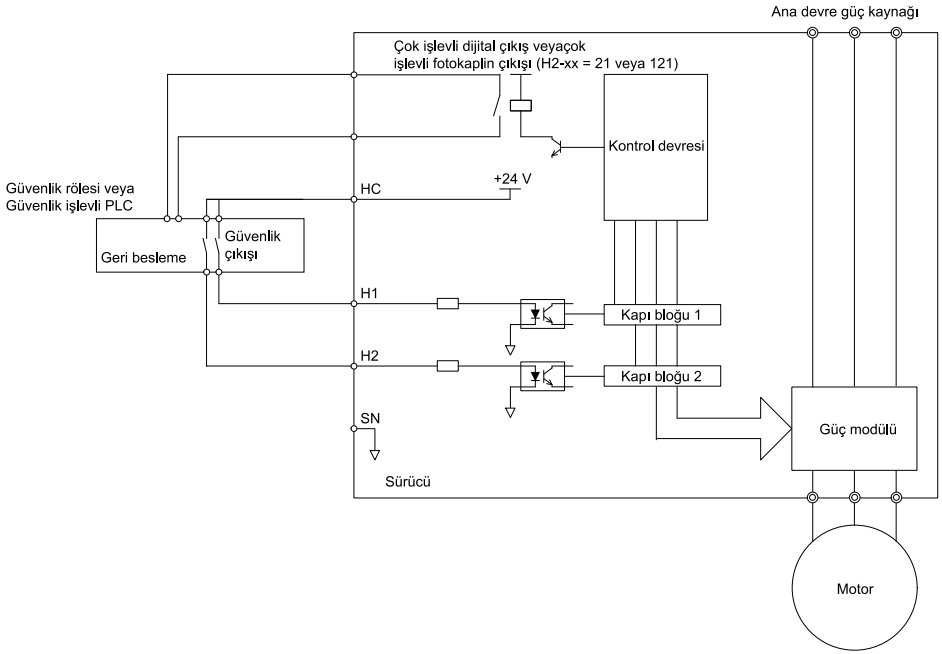 Ana devre güç kaynağı
Çok işlevli dijital çıkış veyaçok
işlevli fotokaplin çıkışı (H2-xx = 21 veya 121)
Kontrol devresi
+24 V
HC
Güvenlik rölesi veya
Güvenlik işlevli PLC
Güvenlik
çıkışı
Geri besleme
H1
Kapı bloğu 1
H2
Kapı bloğu 2
SN
Güç modülü
Sürücü
Motor